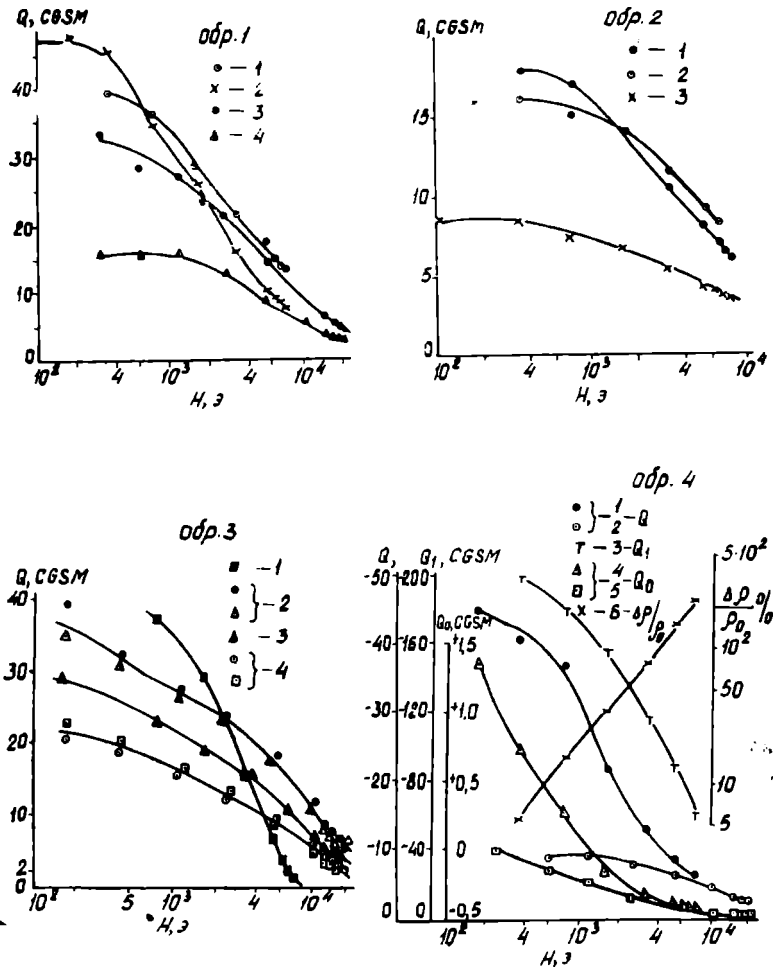 Q, CGSM
обр.1
— 1
— 2
— 3
— 4
40
30
20
10
0
10² 4 10³ 4 10⁴
H, э
обр. 2
Q, CGSM
— 1
— 2
— 3
15
10
5
0
10² 10³ 4 10⁴
H, э
обр.3
Q, CGSM
— 1
— 2
— 3
— 4
40
30
20
10
2
0
10² 5 10³ 4 10⁴
H, э
обр. 4
— 1 — Q
2
— 3 — Q₁
— 4 — Q₀
5
— 6 — Δρ/ρ₀
Q, Q₁, CGSM
-50 -200
-40 -160
-30 -120
-20 -80
-10 -40
0 0
Q₀, CGSM
+1,5
+1,0
+0,5
0
-0,5
5·10²
Δρ/ρ₀ %
10²
50
10
5
10² 4 10³ 4 10⁴
H, э